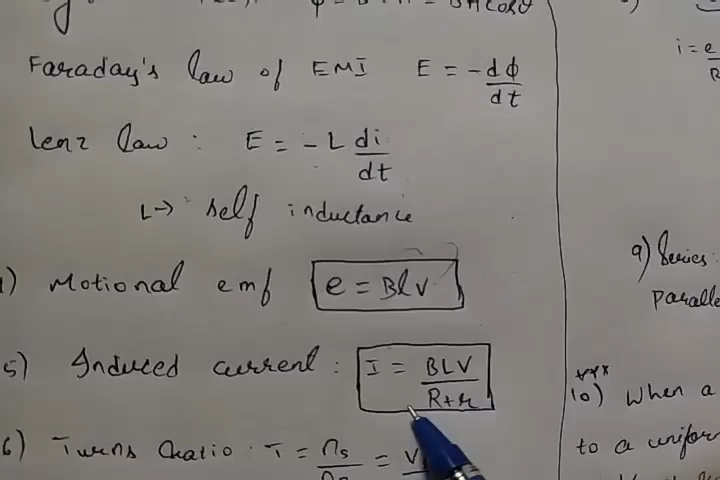 Faraday's law of EMI E = -dϕ/dt
lenz law : E = -L di/dt
L→ self inductance
) Motional emf e = Blv
5) Induced current : I = BLV/R+r
6) Turns Ratio : T = ns/ = V
i = e/R
9) Series:
Paralle
***
10) When a
to a uniform